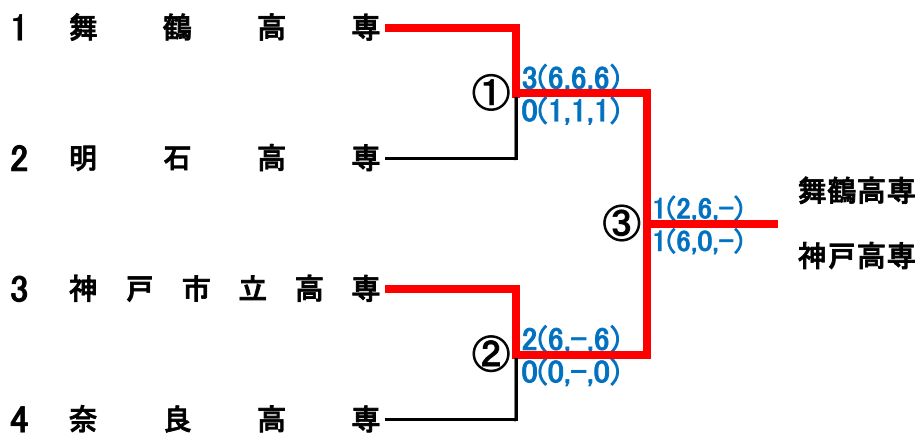 1 舞鶴高専
3(6,6,6)
①
0(1,1,1)
2 明石高専
舞鶴高専
1(2,6,−)
③
1(6,0,−)
神戸高専
3 神戸市立高専
2(6,−,6)
②
0(0,−,0)
4 奈良高専